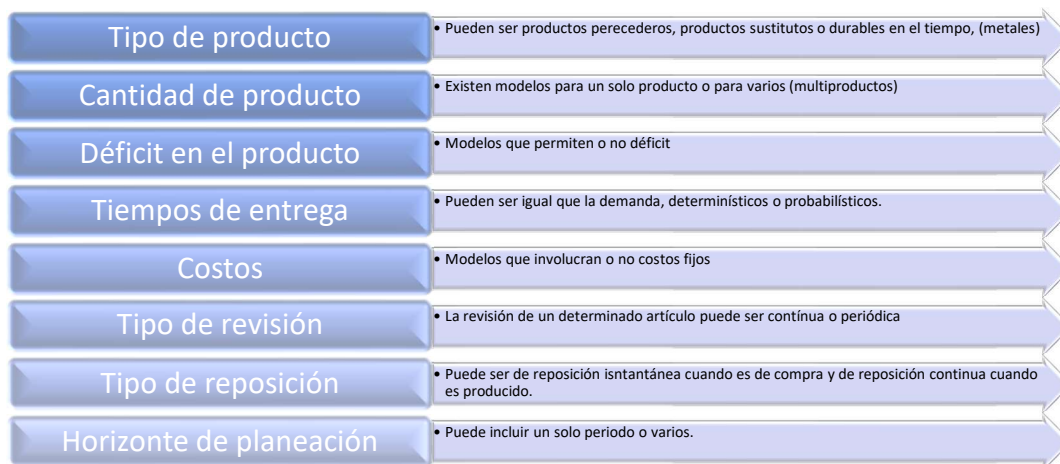 Tipo de producto
• Pueden ser productos perecederos, productos sustitutos o durables en el tiempo, (metales)
Cantidad de producto
• Existen modelos para un solo producto o para varios (multiproductos)
Déficit en el producto
• Modelos que permiten o no déficit
Tiempos de entrega
• Pueden ser igual que la demanda, determinísticos o probabilísticos.
Costos
• Modelos que involucran o no costos fijos
Tipo de revisión
• La revisión de un determinado artículo puede ser contínua o periódica
Tipo de reposición
• Puede ser de reposición isntantánea cuando es de compra y de reposición continua cuando
es producido.
Horizonte de planeación
• Puede incluir un solo periodo o varios.